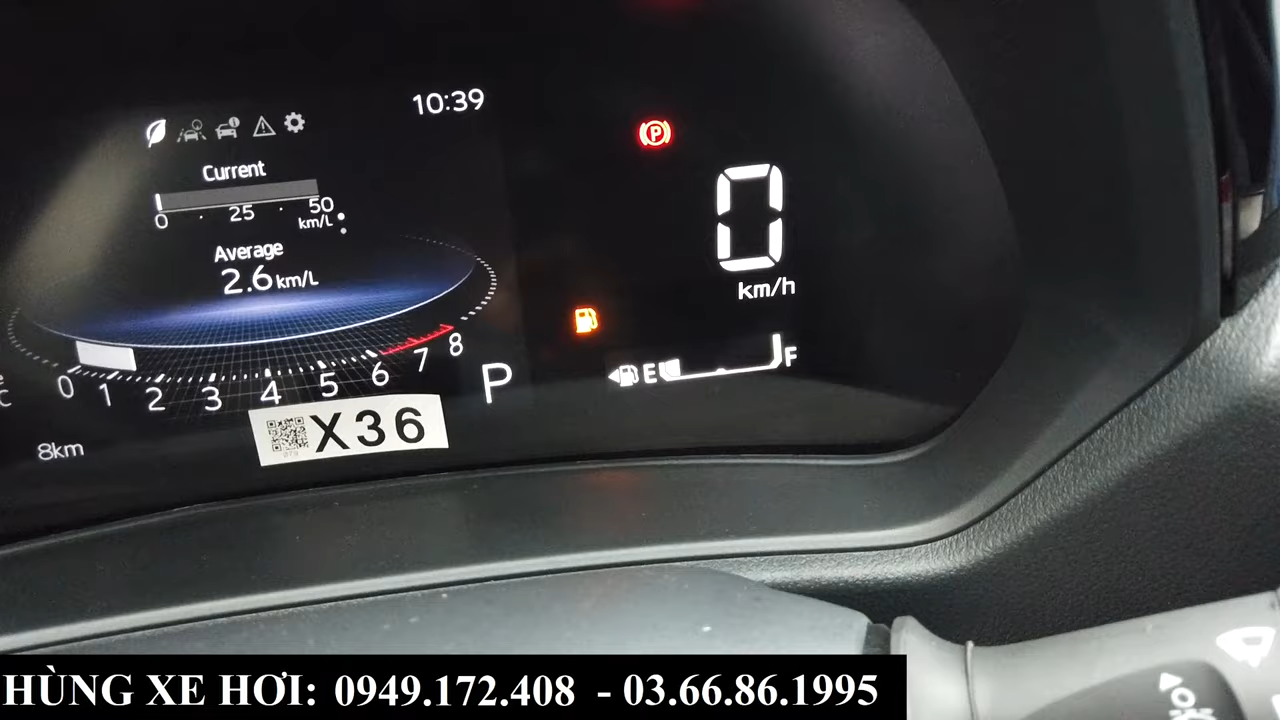 10:39
Current
0 25 50
km/L
Average
2.6 km/L
0 1 2 3 4 5 6 7 8
P
P
0
km/h
E F
C
8km
X36
HÙNG XE HƠI: 0949.172.408 - 03.66.86.1995